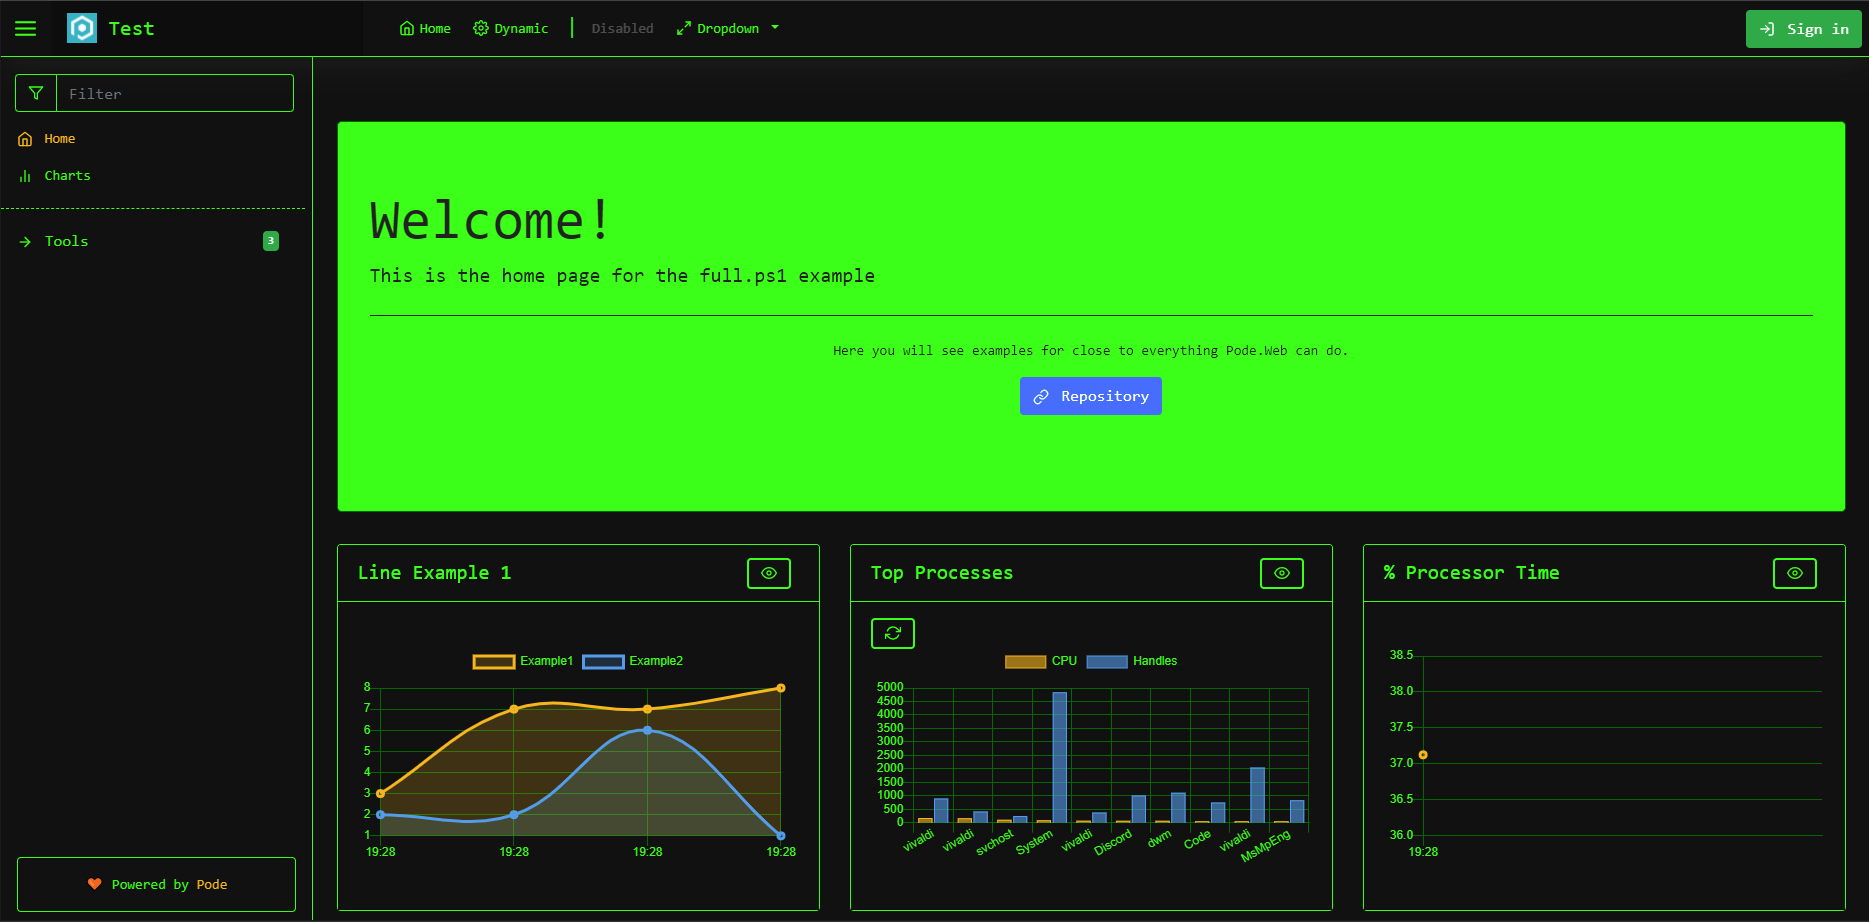 Test
Home
Dynamic
Disabled
Dropdown
Sign in
Filter
Home
Charts
Tools
3
Powered by Pode
Welcome!
This is the home page for the full.ps1 example
Here you will see examples for close to everything Pode.Web can do.
Repository
Line Example 1
Example1 Example2
8
7
6
5
4
3
2
1
19:28 19:28 19:28 19:28
Top Processes
CPU Handles
5000
4500
4000
3500
3000
2500
2000
1500
1000
500
0
vivaldi vivaldi svchost System vivaldi Discord dwm Code vivaldi MsMpEng
% Processor Time
38.5
38.0
37.5
37.0
36.5
36.0
19:28